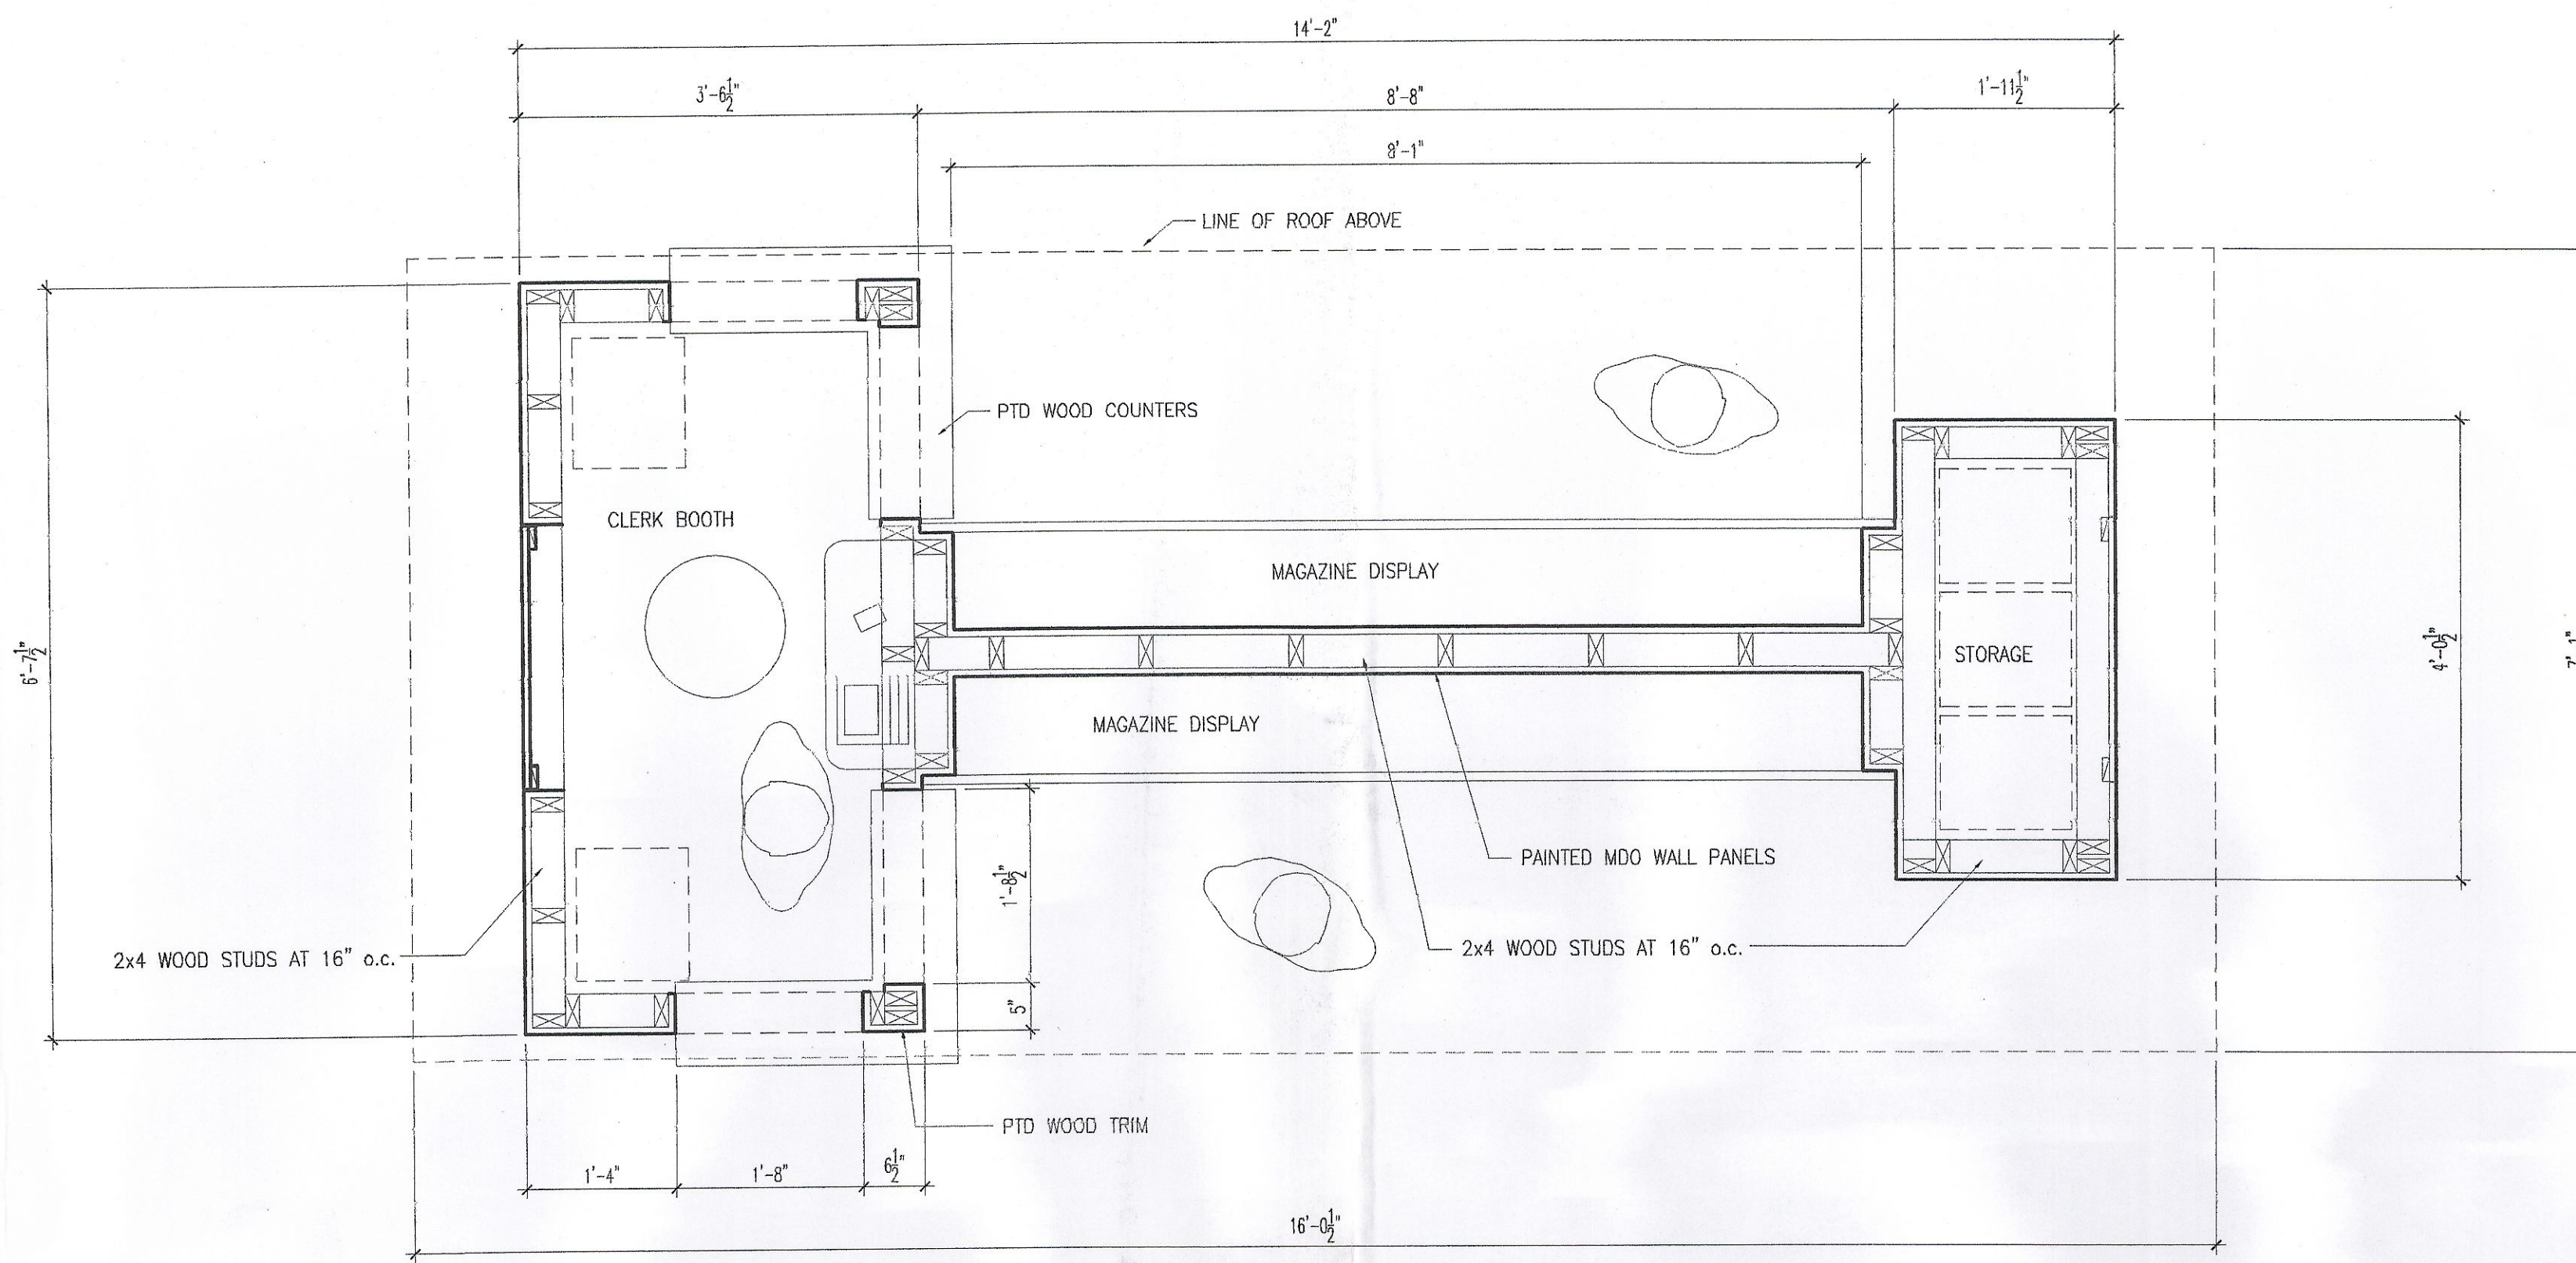 14'-2"
3'-6½"
8'-8"
1'-11½"
8'-1"
LINE OF ROOF ABOVE
PTD WOOD COUNTERS
CLERK BOOTH
MAGAZINE DISPLAY
6'-7½"
STORAGE
4'-0½"
7'-1"
MAGAZINE DISPLAY
PAINTED MDO WALL PANELS
1'-8½"
2x4 WOOD STUDS AT 16" o.c.
2x4 WOOD STUDS AT 16" o.c.
5"
PTD WOOD TRIM
1'-4"
1'-8"
6½"
16'-0½"